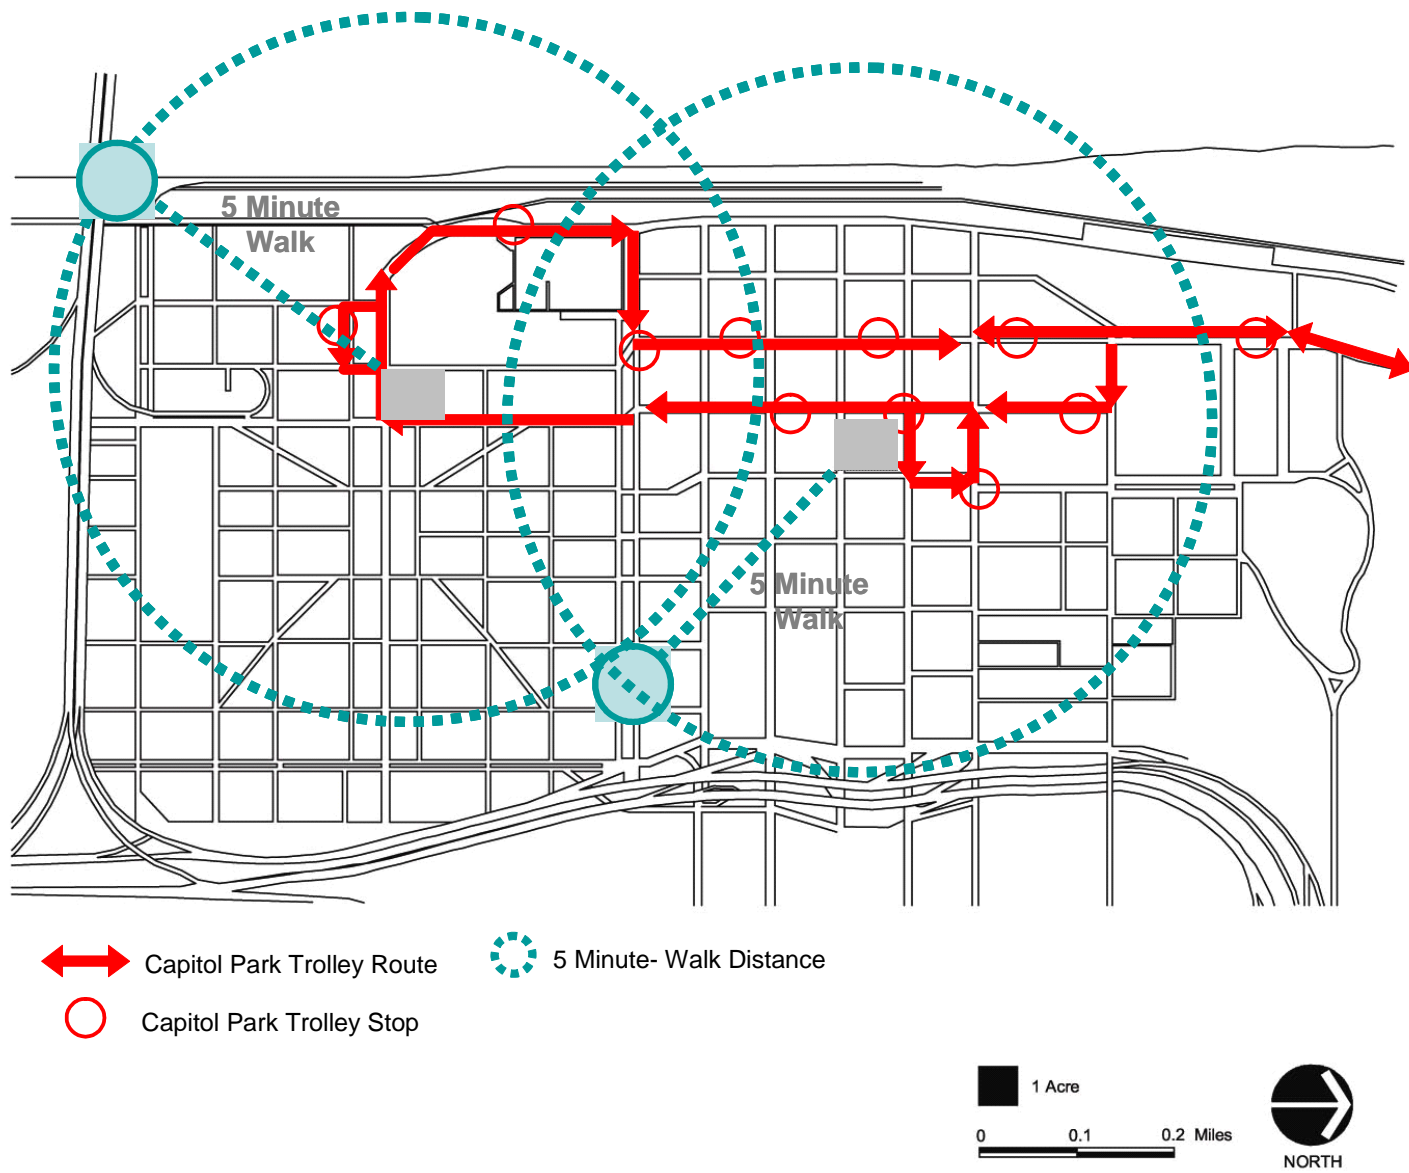 5 Minute
Walk
5 Minute
Walk
Capitol Park Trolley Route
5 Minute- Walk Distance
Capitol Park Trolley Stop
1 Acre
0 0.1 0.2 Miles
NORTH